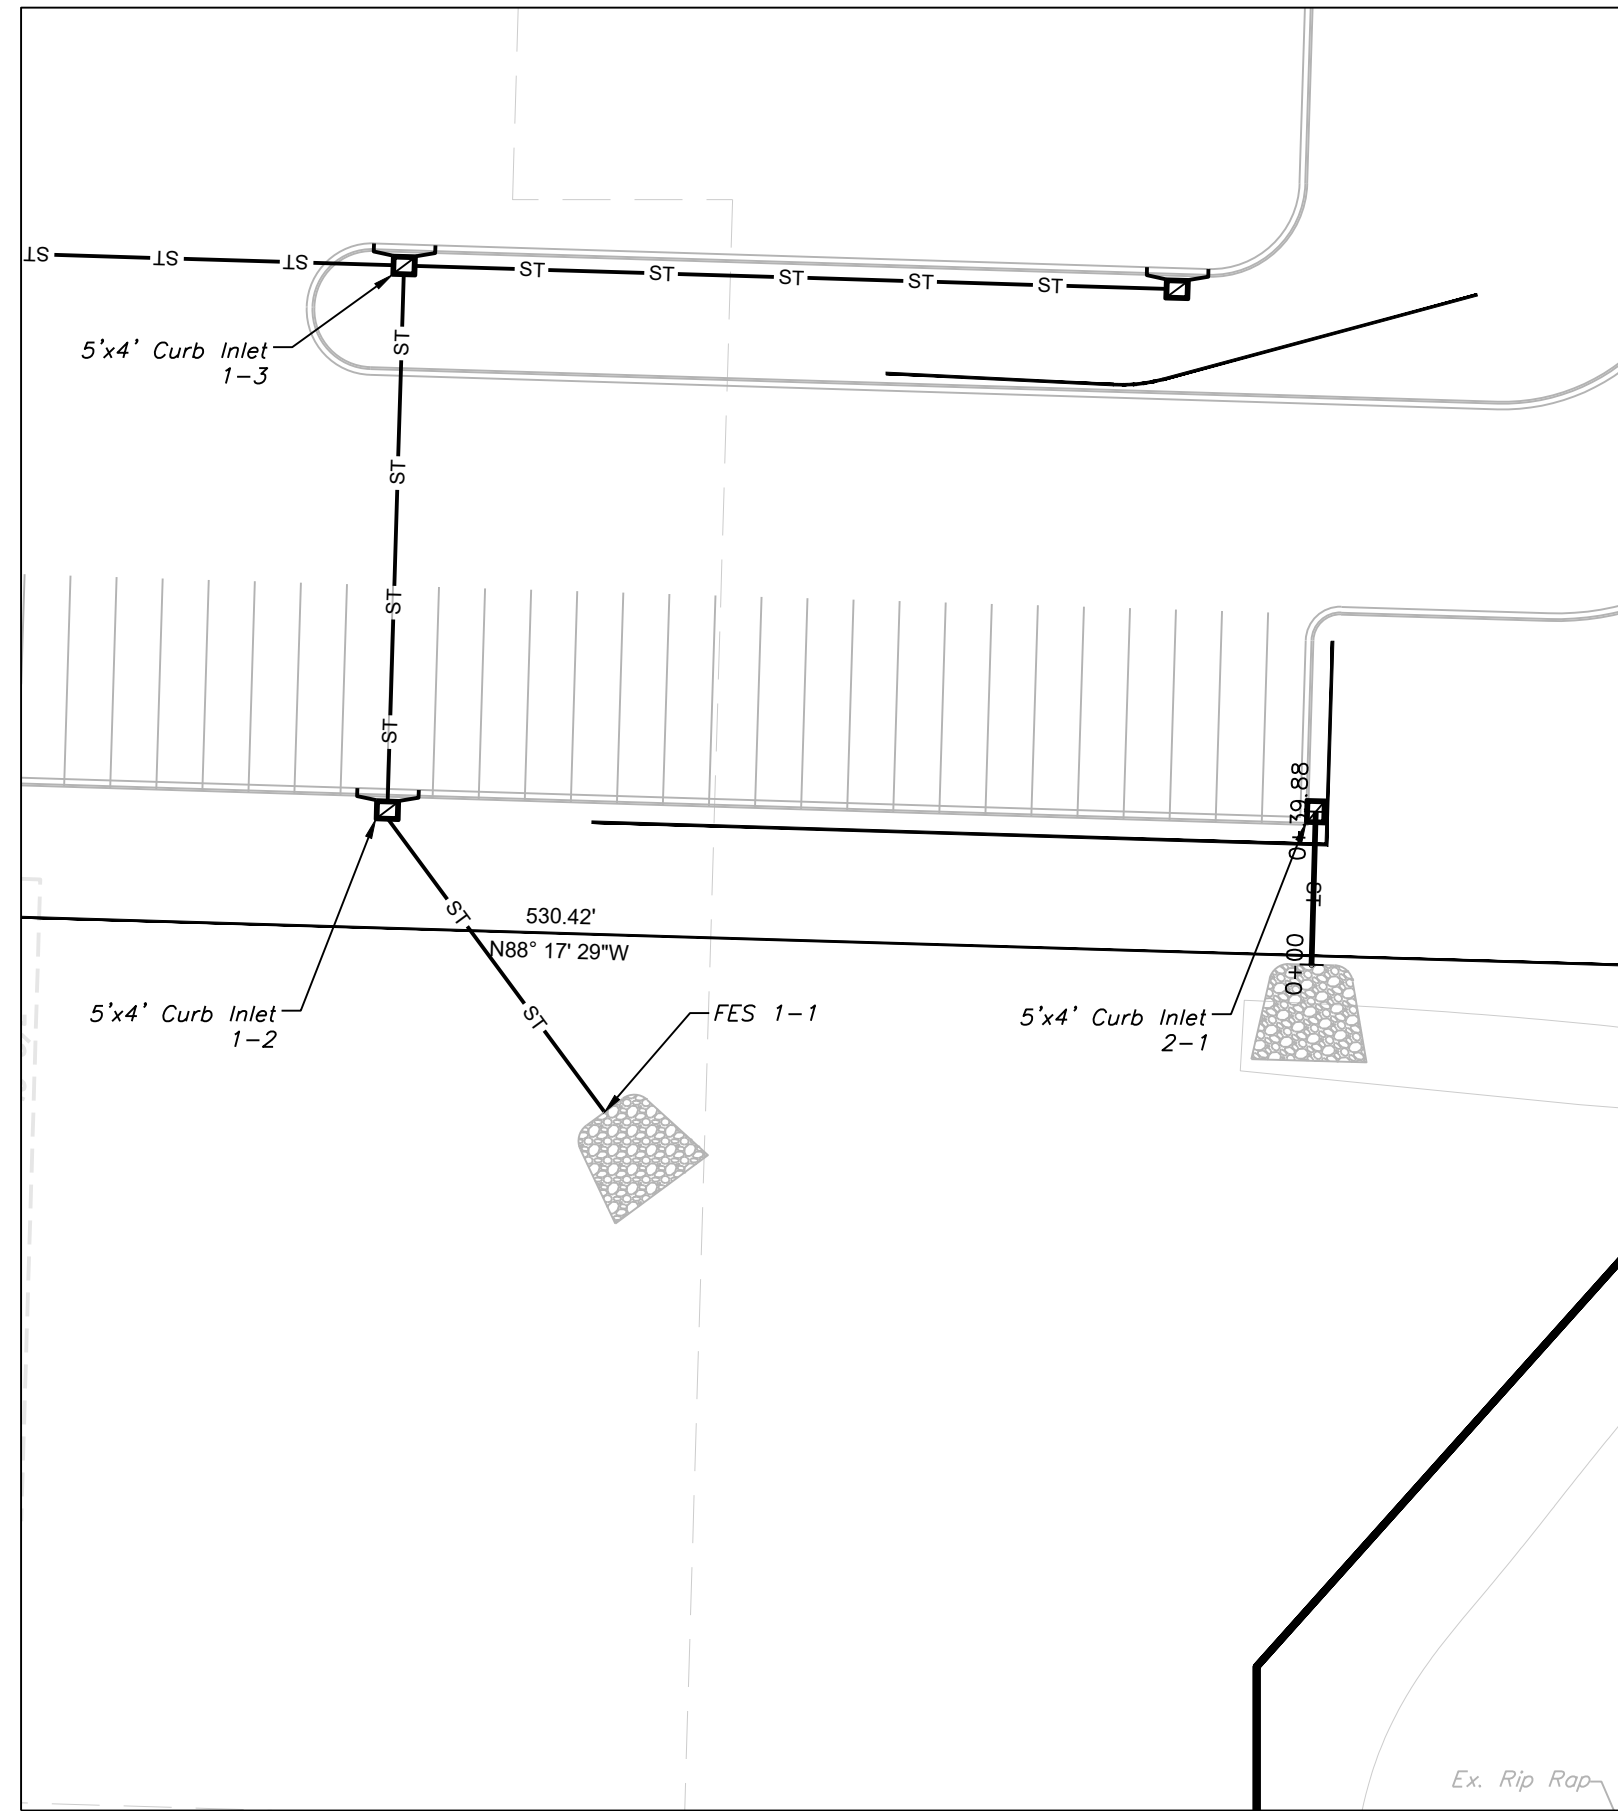 ST ST ST ST ST ST ST ST
ST
5'x4' Curb Inlet
1-3
ST
ST
ST
0+39.88
ST
ST
530.42'
N88° 17' 29"W
0+00
5'x4' Curb Inlet
1-2
ST
FES 1-1
5'x4' Curb Inlet
2-1
Ex. Rip Rap